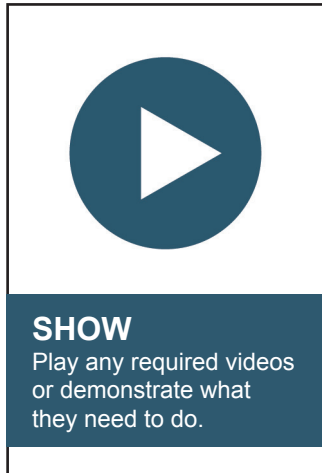 SHOW
Play any required videos
or demonstrate what
they need to do.